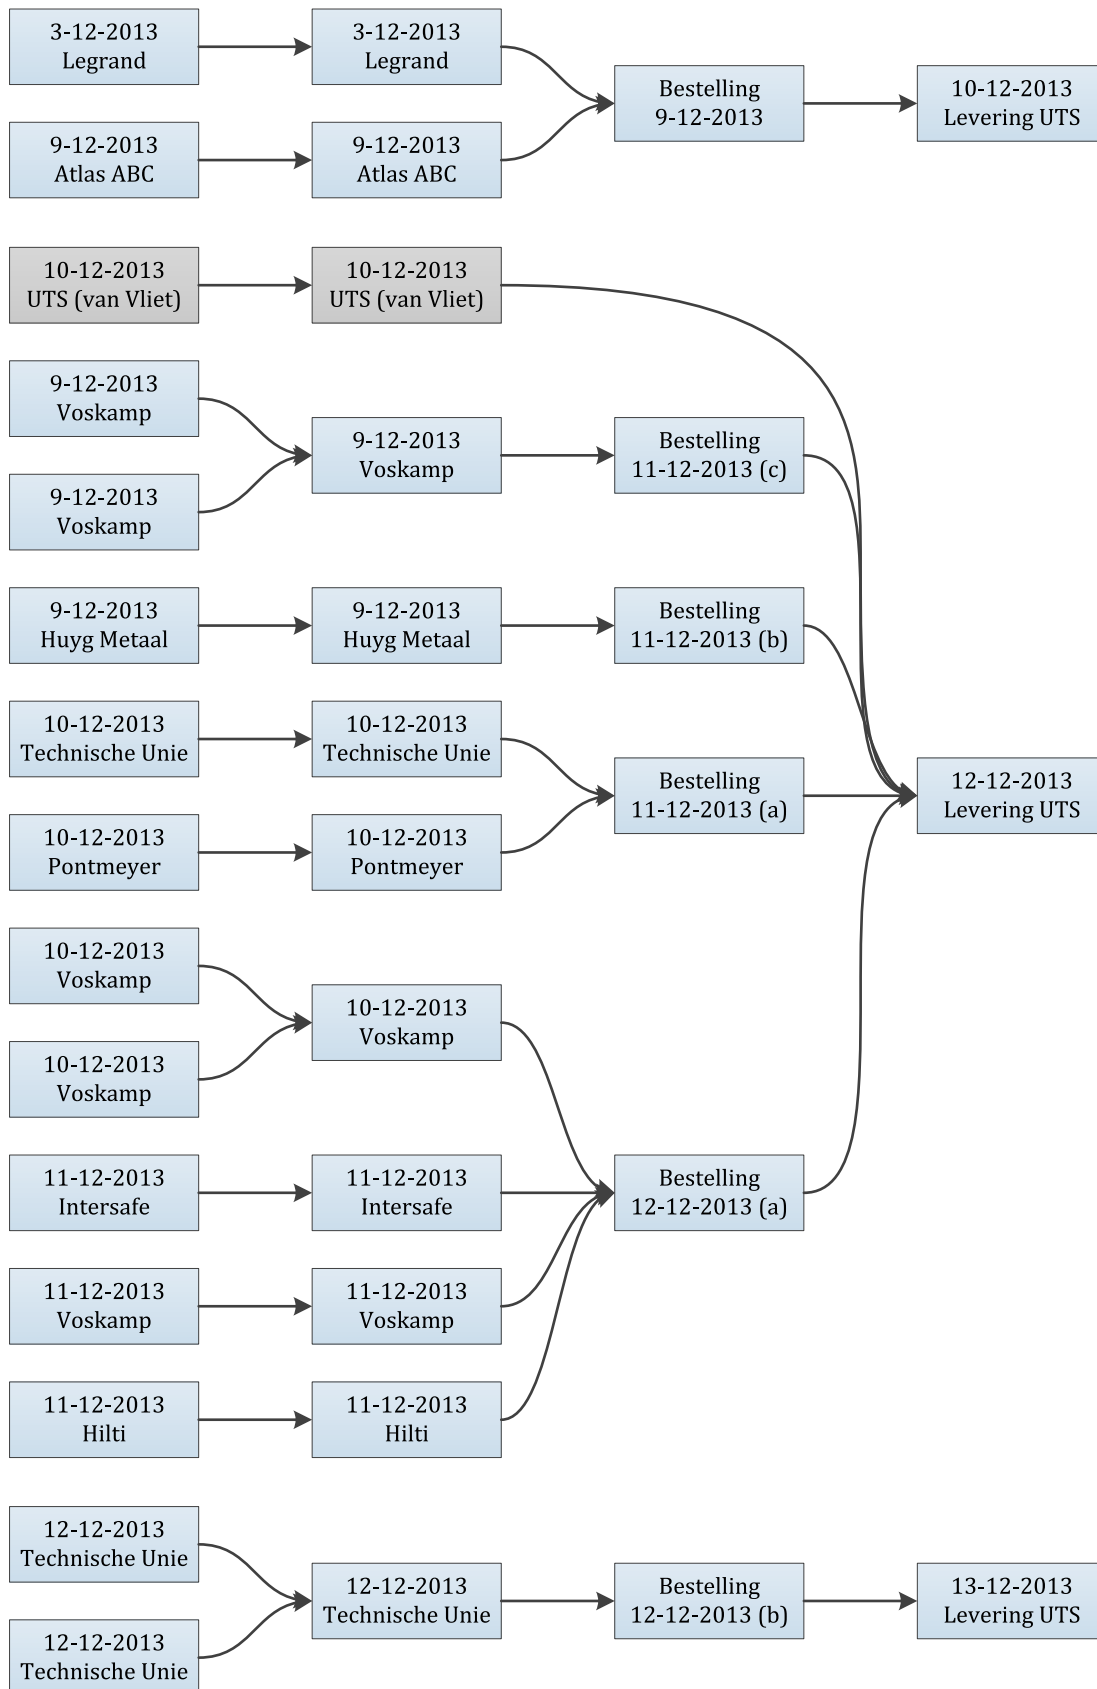 3-12-2013
Legrand
3-12-2013
Legrand
Bestelling
9-12-2013
10-12-2013
Levering UTS
9-12-2013
Atlas ABC
9-12-2013
Atlas ABC
10-12-2013
UTS (van Vliet)
10-12-2013
UTS (van Vliet)
9-12-2013
Voskamp
9-12-2013
Voskamp
9-12-2013
Voskamp
Bestelling
11-12-2013 (c)
9-12-2013
Huyg Metaal
9-12-2013
Huyg Metaal
Bestelling
11-12-2013 (b)
10-12-2013
Technische Unie
10-12-2013
Technische Unie
10-12-2013
Pontmeyer
10-12-2013
Pontmeyer
Bestelling
11-12-2013 (a)
12-12-2013
Levering UTS
10-12-2013
Voskamp
10-12-2013
Voskamp
10-12-2013
Voskamp
11-12-2013
Intersafe
11-12-2013
Intersafe
Bestelling
12-12-2013 (a)
11-12-2013
Voskamp
11-12-2013
Voskamp
11-12-2013
Hilti
11-12-2013
Hilti
12-12-2013
Technische Unie
12-12-2013
Technische Unie
12-12-2013
Technische Unie
Bestelling
12-12-2013 (b)
13-12-2013
Levering UTS